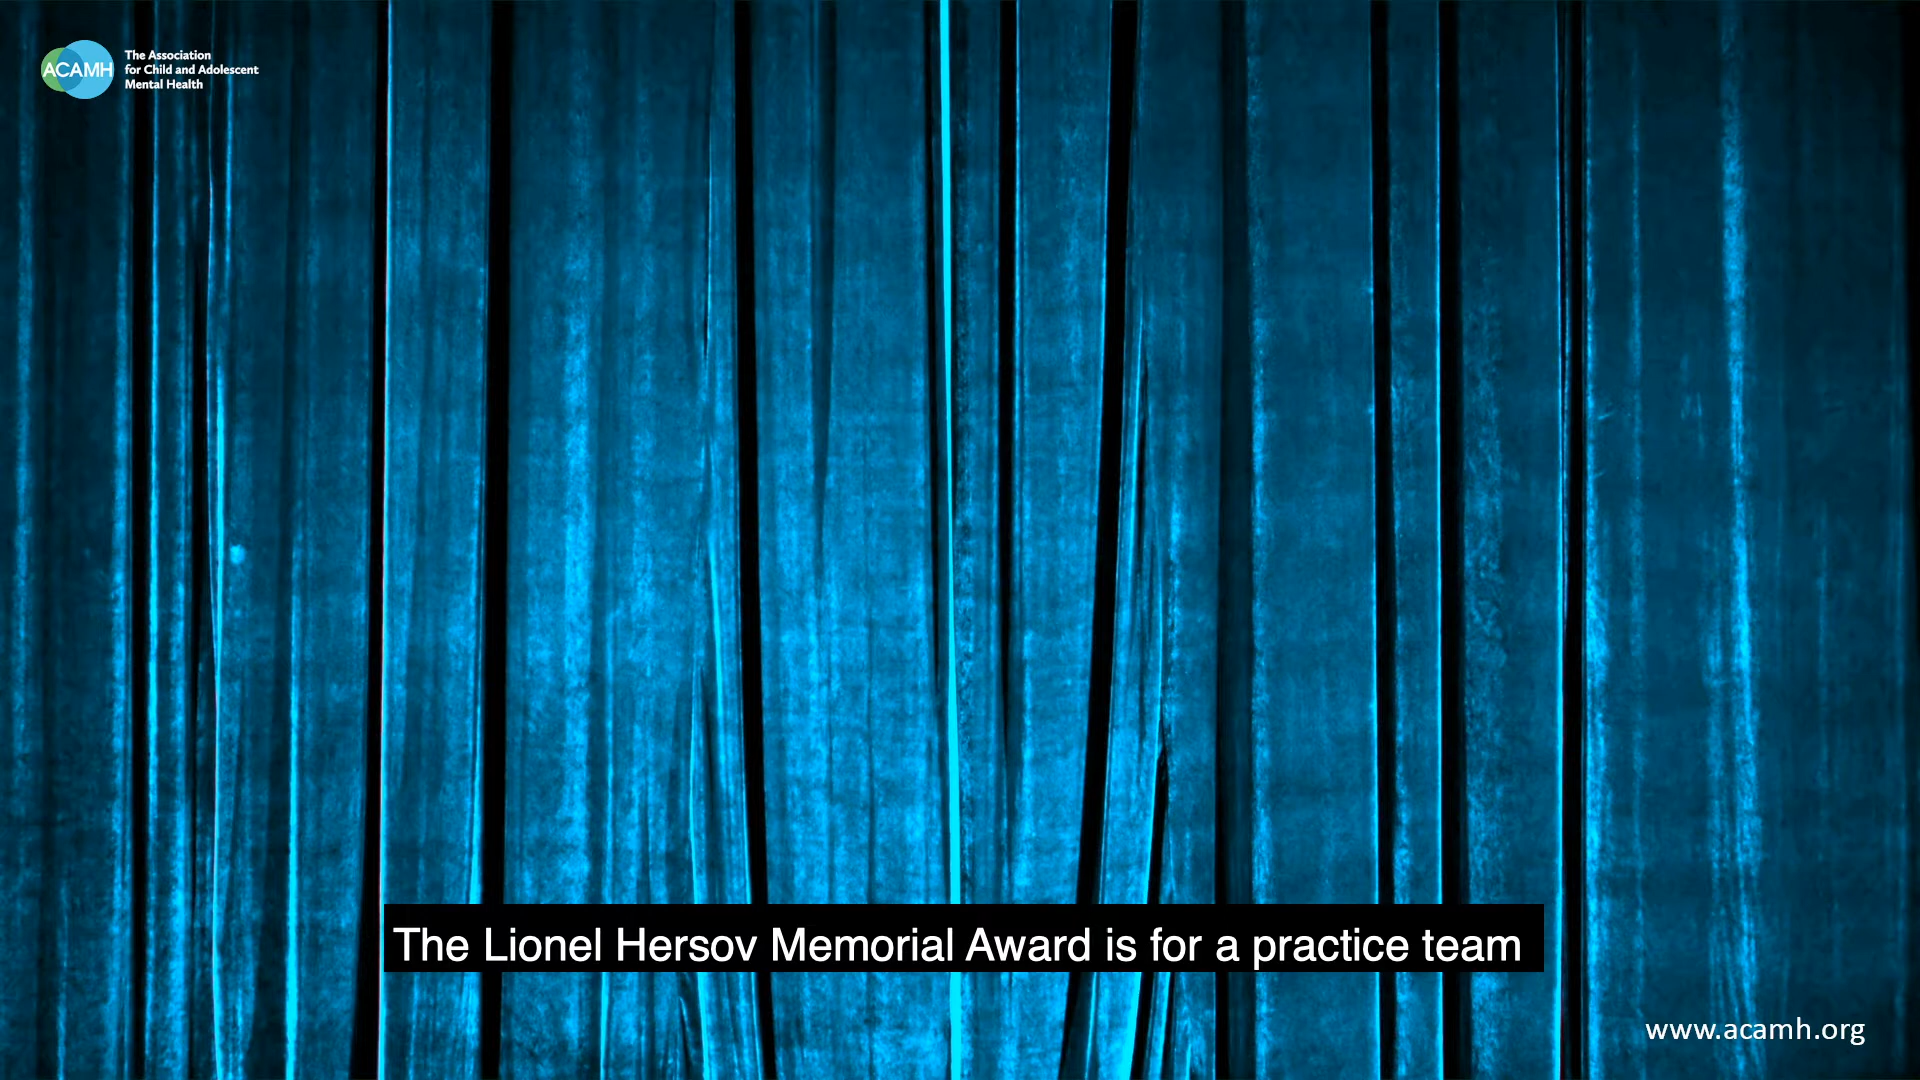 ACAMH
The Association
for Child and Adolescent
Mental Health
The Lionel Hersov Memorial Award is for a practice team
www.acamh.org